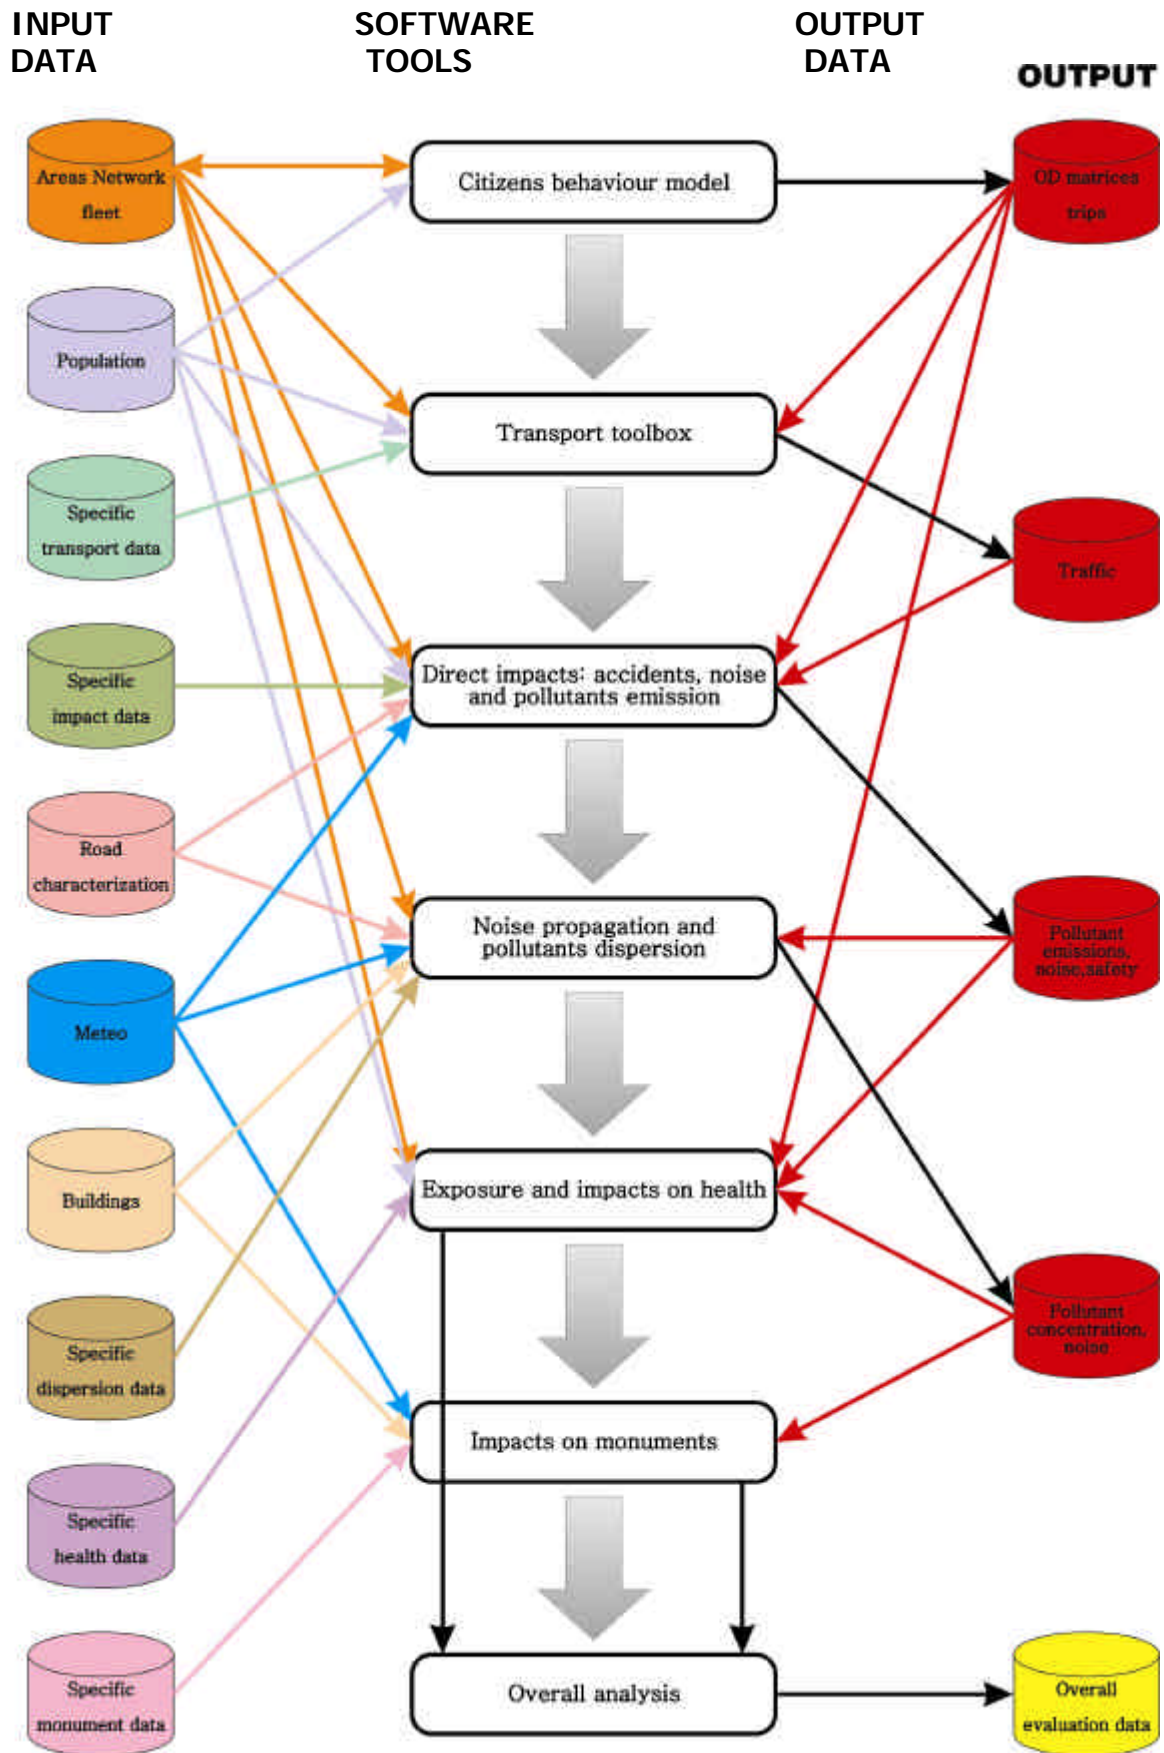 INPUT
DATA
SOFTWARE
TOOLS
OUTPUT
DATA
OUTPUT
Areas Network
fleet
Population
Specific
transport data
Specific
impact data
Road
characterization
Meteo
Buildings
Specific
dispersion data
Specific
health data
Specific
monument data
Citizens behaviour model
Transport toolbox
Direct impacts: accidents, noise
and pollutants emission
Noise propagation and
pollutants dispersion
Exposure and impacts on health
Impacts on monuments
Overall analysis
OD matrices
trips
Traffic
Pollutant
emissions,
noise,safety
Pollutant
concentration,
noise
Overall
evaluation data